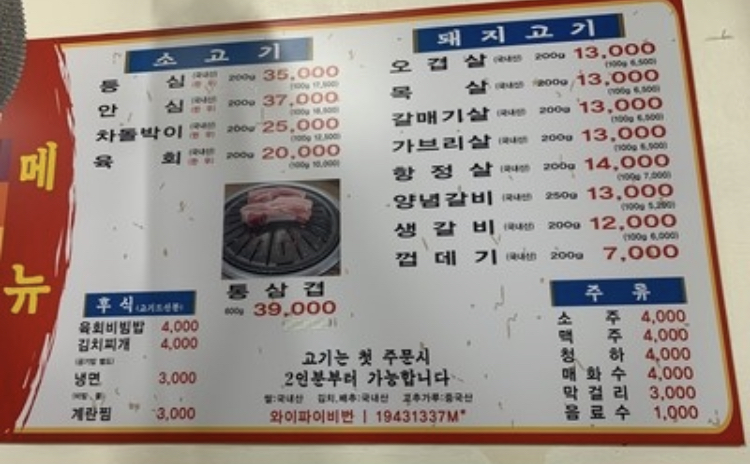 메뉴
소고기
등심 (국내산 한우) 200g 35,000
(100g 17,500)
안심 (국내산 한우) 200g 37,000
(100g 18,500)
차돌박이 (국내산 한우) 200g 25,000
(100g 12,500)
육회 (국내산 한우) 200g 20,000
(100g 10,000)
통삼겹
600g 39,000
후식 (고기드신분)
육회비빔밥 4,000
김치찌개 4,000
(공기밥 별도)
냉면 3,000
계란찜 3,000
돼지고기
오겹살 (국내산) 200g 13,000
(100g 6,500)
목살 (국내산) 200g 13,000
(100g 6,500)
갈매기살 (국내산) 200g 13,000
(100g 6,500)
가브리살 (국내산) 200g 13,000
(100g 6,500)
항정살 (국내산) 200g 14,000
(100g 7,000)
양념갈비 (국내산) 250g 13,000
(100g 5,200)
생갈비 (국내산) 200g 12,000
(100g 6,000)
껍데기 (국내산) 200g 7,000
주류
소주 4,000
맥주 4,000
청하 4,000
매화수 4,000
막걸리 3,000
음료수 1,000
고기는 첫 주문시
2인분부터 가능합니다
쌀:국내산 김치,배추:국내산 고추가루:중국산
와이파이비번 | 19431337M*